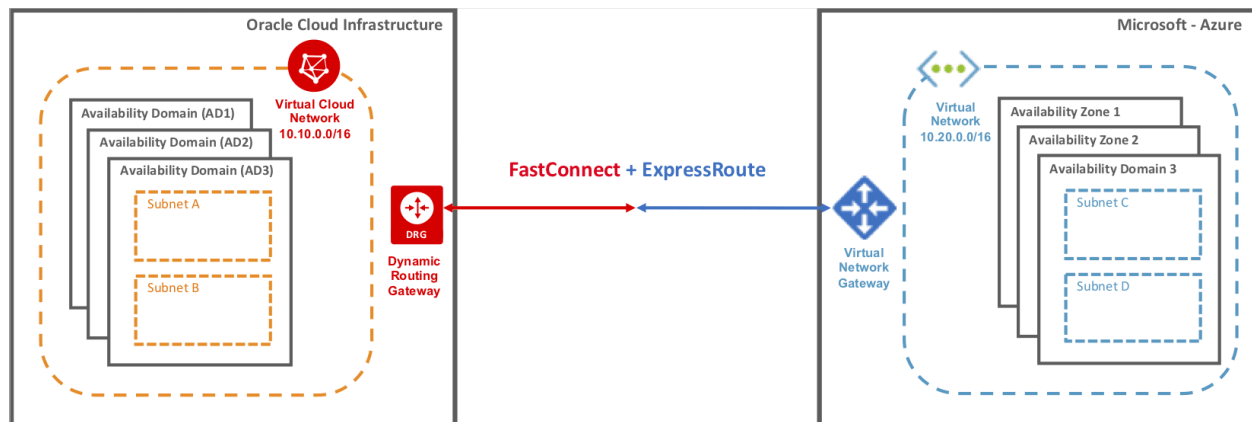 Oracle Cloud Infrastructure
Virtual Cloud
Network
10.10.0.0/16
Availability Domain (AD1)
Availability Domain (AD2)
Availability Domain (AD3)
Subnet A
Subnet B
DRG
Dynamic
Routing
Gateway
FastConnect + ExpressRoute
Microsoft - Azure
Virtual
Network
10.20.0.0/16
Virtual
Network
Gateway
Availability Zone 1
Availability Zone 2
Availability Domain 3
Subnet C
Subnet D